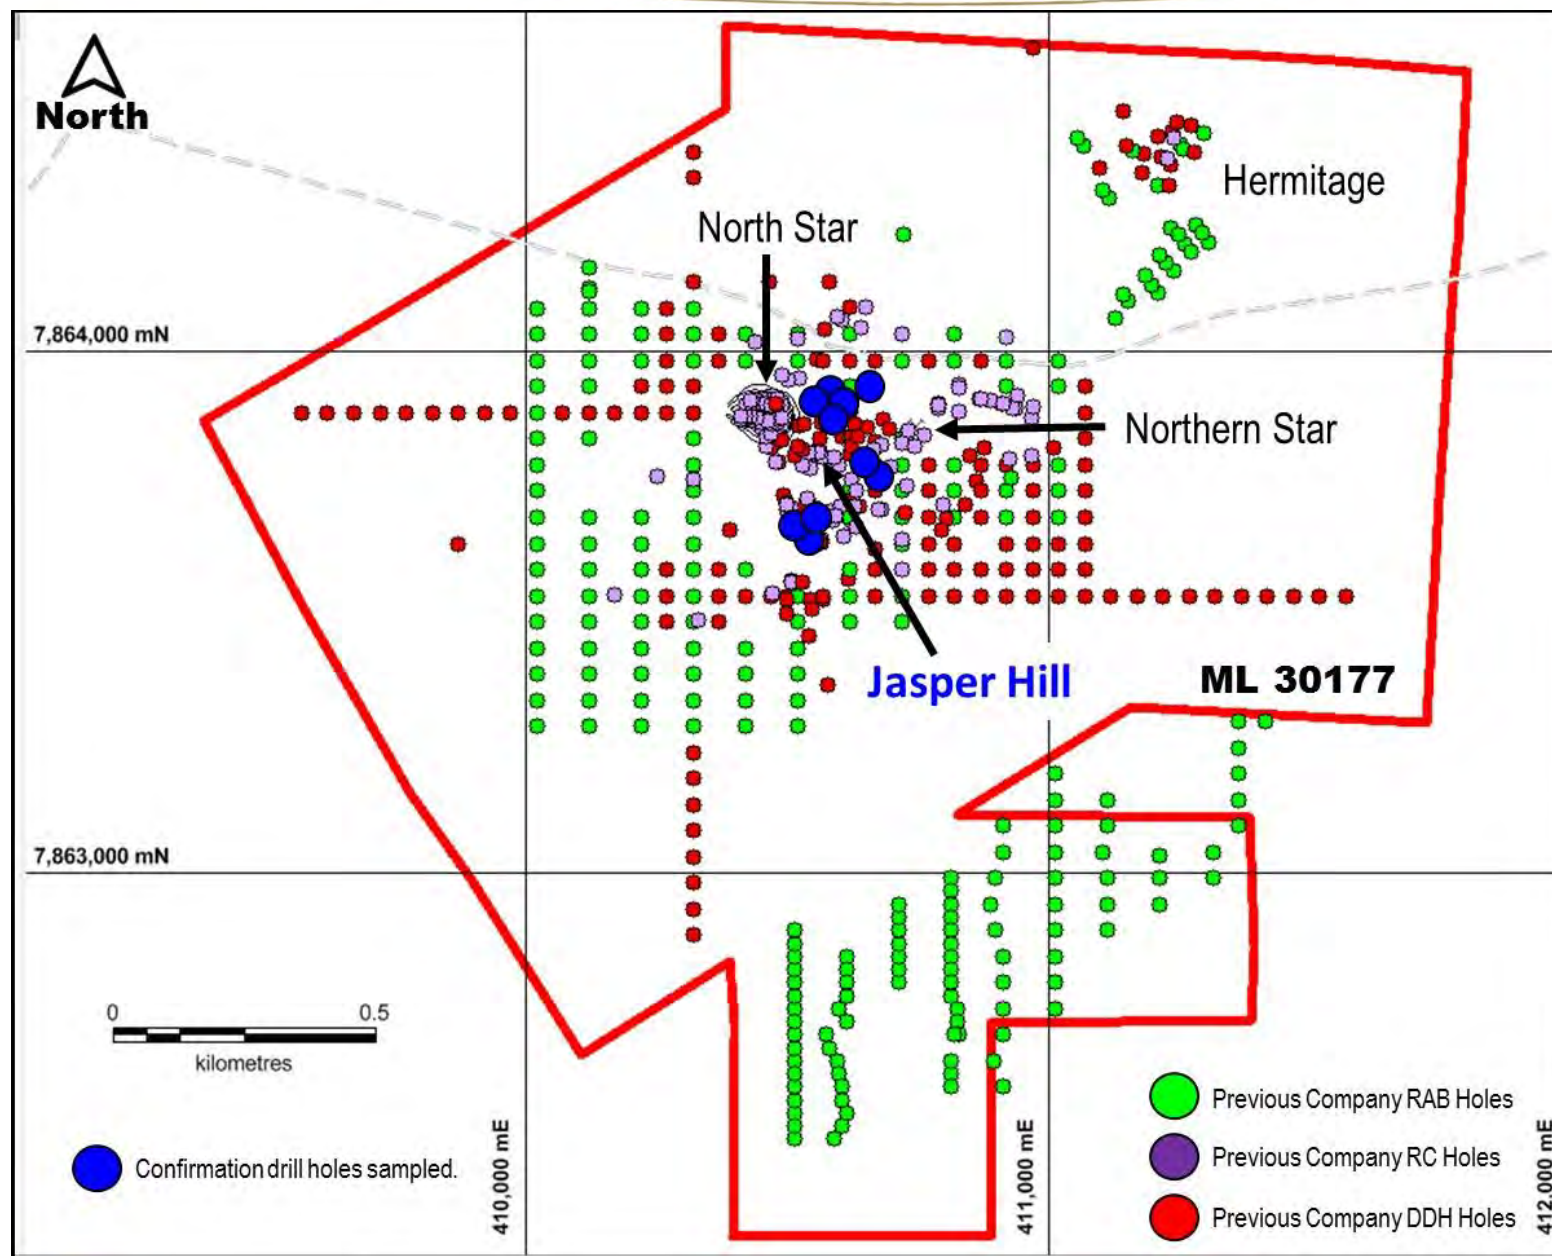 North
Hermitage
North Star
7,864,000 mN
Northern Star
Jasper Hill
ML 30177
7,863,000 mN
0 0.5
kilometres
410,000 mE
411,000 mE
412,000 mE
Confirmation drill holes sampled.
Previous Company RAB Holes
Previous Company RC Holes
Previous Company DDH Holes